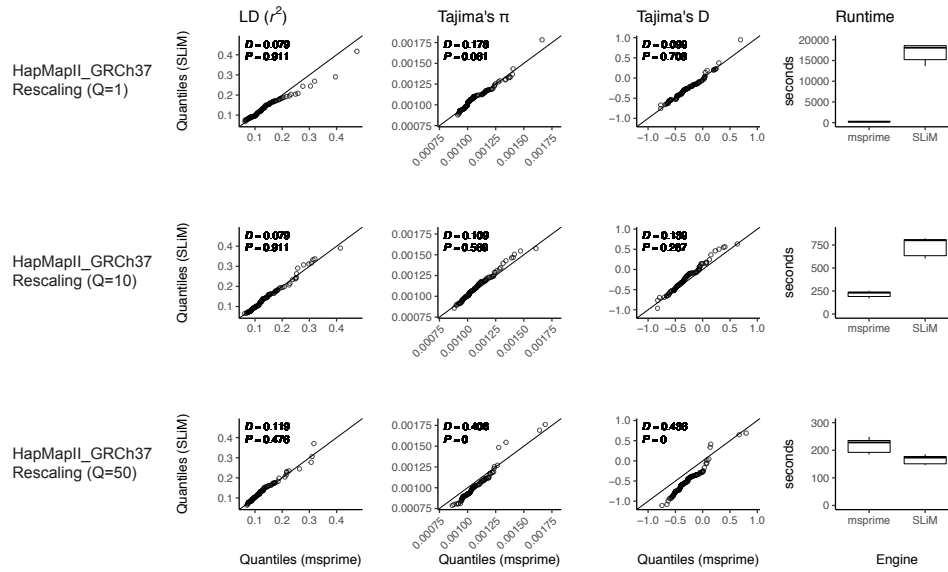 LD (r²)
Tajima's π
Tajima's D
Runtime
HapMapII_GRCh37
Rescaling (Q=1)
Quantiles (SLiM)
0.4
0.3
0.2
0.1
D = 0.079
P = 0.911
0.1
0.2
0.3
0.4
0.00175
0.00150
0.00125
0.00100
0.00075
D = 0.178
P = 0.081
0.00075
0.00100
0.00125
0.00150
0.00175
1.0
0.5
0.0
−0.5
−1.0
P = 0.708
−1.0
−0.5
0.0
0.5
1.0
seconds
20000
15000
10000
5000
0
msprime
SLiM
HapMapII_GRCh37
Rescaling (Q=10)
Quantiles (SLiM)
0.4
0.3
0.2
0.1
D = 0.079
P = 0.911
0.1
0.2
0.3
0.4
0.00175
0.00150
0.00125
0.00100
0.00075
D = 0.109
P = 0.589
0.00075
0.00100
0.00125
0.00150
0.00175
1.0
0.5
0.0
−0.5
−1.0
D = 0.139
P = 0.287
−1.0
−0.5
0.0
0.5
1.0
seconds
750
500
250
0
msprime
SLiM
HapMapII_GRCh37
Rescaling (Q=50)
Quantiles (SLiM)
0.4
0.3
0.2
0.1
D = 0.119
P = 0.476
0.1
0.2
0.3
0.4
Quantiles (msprime)
0.00175
0.00150
0.00125
0.00100
0.00075
D = 0.406
P = 0
0.00075
0.00100
0.00125
0.00150
0.00175
Quantiles (msprime)
1.0
0.5
0.0
−0.5
−1.0
D = 0.436
P = 0
−1.0
−0.5
0.0
0.5
1.0
Quantiles (msprime)
seconds
300
200
100
0
msprime
SLiM
Engine